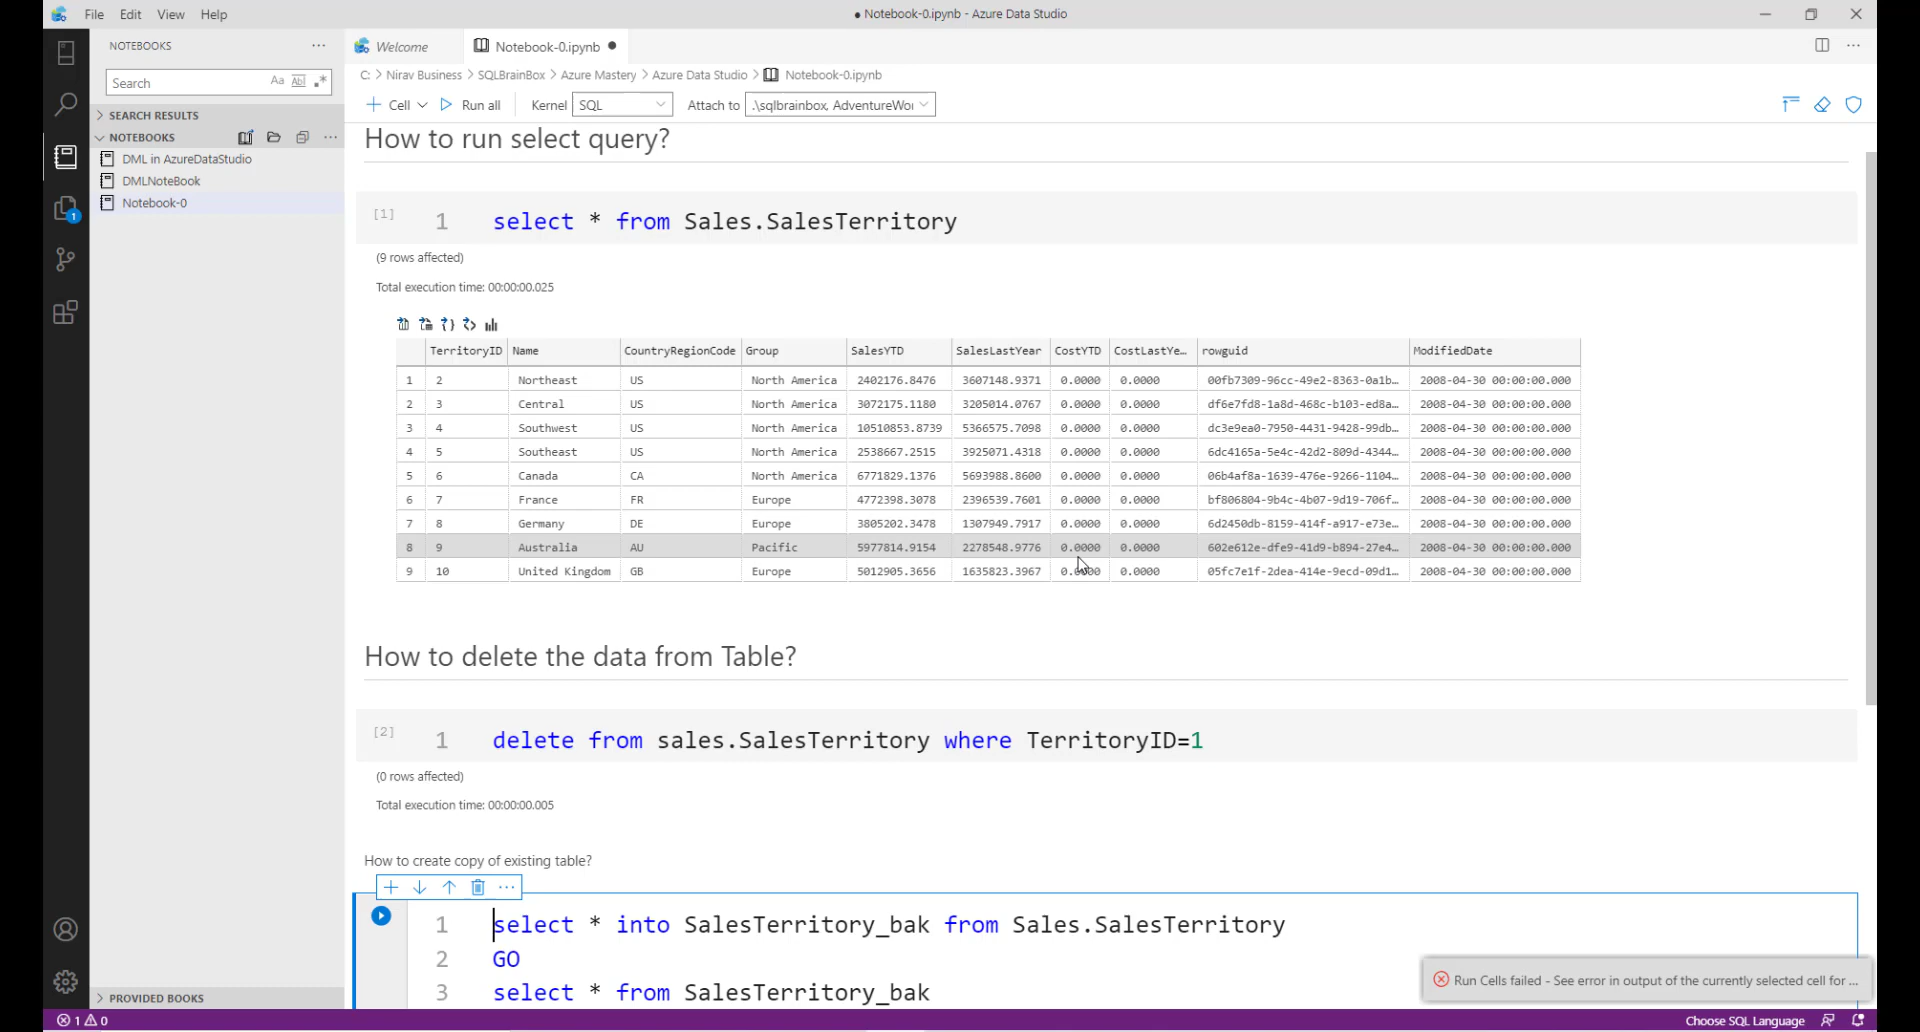 File Edit View Help
● Notebook-0.ipynb - Azure Data Studio
NOTEBOOKS
Search
Aa Abl .*
SEARCH RESULTS
NOTEBOOKS
DML in AzureDataStudio
DMLNoteBook
Notebook-0
1
PROVIDED BOOKS
Welcome
Notebook-0.ipynb ●
C: > Nirav Business > SQLBrainBox > Azure Mastery > Azure Data Studio > Notebook-0.ipynb
+ Cell Run all Kernel SQL Attach to .\sqlbrainbox, AdventureWo
How to run select query?
[1]
1 select * from Sales.SalesTerritory
(9 rows affected)
Total execution time: 00:00:00.025
TerritoryID Name CountryRegionCode Group SalesYTD SalesLastYear CostYTD CostLastYe… rowguid ModifiedDate
1 2 Northeast US North America 2402176.8476 3607148.9371 0.0000 0.0000 00fb7309-96cc-49e2-8363-0a1b… 2008-04-30 00:00:00.000
2 3 Central US North America 3072175.1180 3205014.0767 0.0000 0.0000 df6e7fd8-1a8d-468c-b103-ed8a… 2008-04-30 00:00:00.000
3 4 Southwest US North America 10510853.8739 5366575.7098 0.0000 0.0000 dc3e9ea0-7950-4431-9428-99db… 2008-04-30 00:00:00.000
4 5 Southeast US North America 2538667.2515 3925071.4318 0.0000 0.0000 6dc4165a-5e4c-42d2-809d-4344… 2008-04-30 00:00:00.000
5 6 Canada CA North America 6771829.1376 5693988.8600 0.0000 0.0000 06b4af8a-1639-476e-9266-1104… 2008-04-30 00:00:00.000
6 7 France FR Europe 4772398.3078 2396539.7601 0.0000 0.0000 bf806804-9b4c-4b07-9d19-706f… 2008-04-30 00:00:00.000
7 8 Germany DE Europe 3805202.3478 1307949.7917 0.0000 0.0000 6d2450db-8159-414f-a917-e73e… 2008-04-30 00:00:00.000
8 9 Australia AU Pacific 5977814.9154 2278548.9776 0.0000 0.0000 602e612e-dfe9-41d9-b894-27e4… 2008-04-30 00:00:00.000
9 10 United Kingdom GB Europe 5012905.3656 1635823.3967 0.0000 0.0000 05fc7e1f-2dea-414e-9ecd-09d1… 2008-04-30 00:00:00.000
How to delete the data from Table?
[2]
1 delete from sales.SalesTerritory where TerritoryID=1
(0 rows affected)
Total execution time: 00:00:00.005
How to create copy of existing table?
1 select * into SalesTerritory_bak from Sales.SalesTerritory
2 GO
3 select * from SalesTerritory_bak
Run Cells failed - See error in output of the currently selected cell for ...
1 0
Choose SQL Language